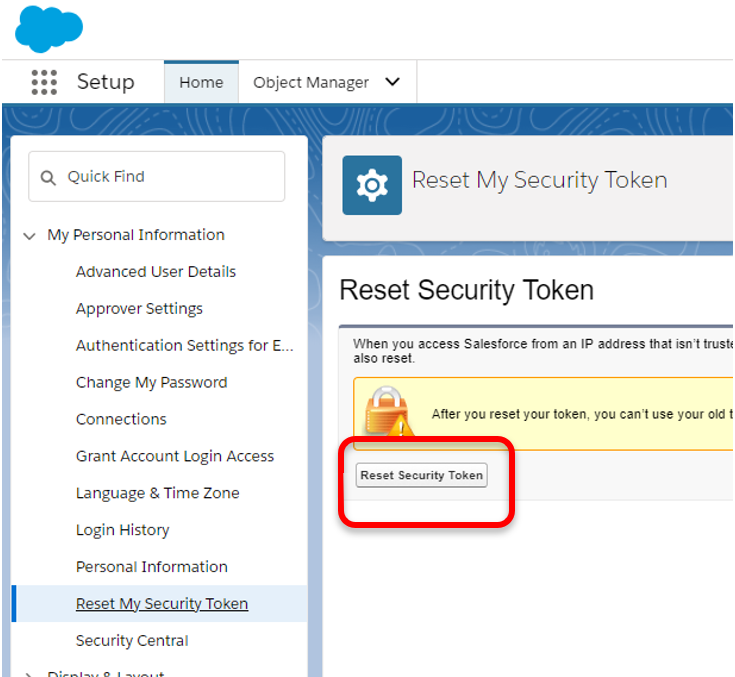 Setup
Home
Object Manager
Quick Find
My Personal Information
Advanced User Details
Approver Settings
Authentication Settings for E...
Change My Password
Connections
Grant Account Login Access
Language & Time Zone
Login History
Personal Information
Reset My Security Token
Security Central
Display & Layout
Reset My Security Token
Reset Security Token
When you access Salesforce from an IP address that isn't truste
also reset.
After you reset your token, you can't use your old t
Reset Security Token